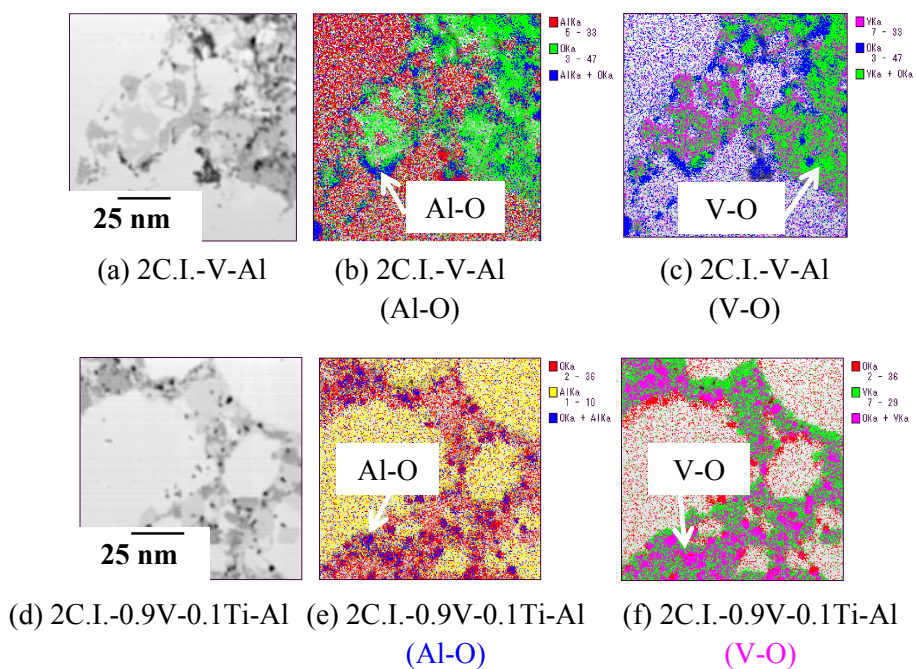 AlKa
5 - 33
OKa
3 - 47
AlKa + OKa
VKa
7 - 33
OKa
3 - 47
VKa + OKa
25 nm
Al-O
V-O
(a) 2C.I.-V-Al
(b) 2C.I.-V-Al
(Al-O)
(c) 2C.I.-V-Al
(V-O)
OKa
2 - 36
AlKa
1 - 10
OKa + AlKa
OKa
2 - 36
VKa
7 - 29
OKa + VKa
25 nm
Al-O
V-O
(d) 2C.I.-0.9V-0.1Ti-Al
(e) 2C.I.-0.9V-0.1Ti-Al
(Al-O)
(f) 2C.I.-0.9V-0.1Ti-Al
(V-O)